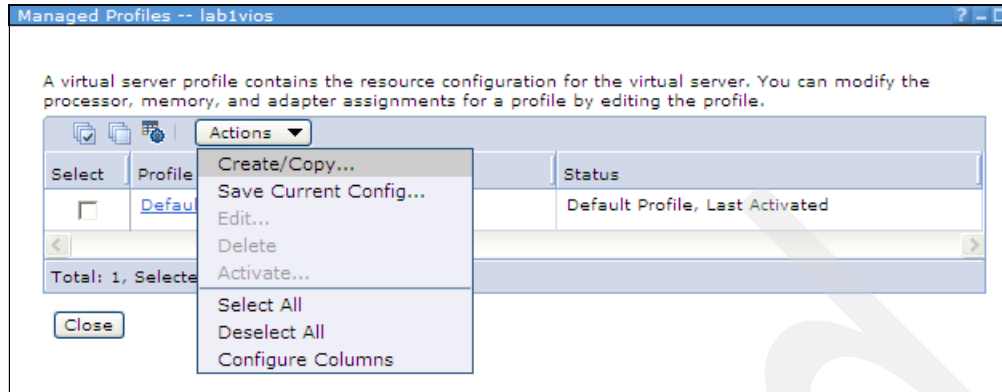 Managed Profiles -- lab1vios
A virtual server profile contains the resource configuration for the virtual server. You can modify the
processor, memory, and adapter assignments for a profile by editing the profile.
Actions
Select Profile Status
Defaul Default Profile, Last Activated
Create/Copy...
Save Current Config...
Edit...
Delete
Activate...
Select All
Deselect All
Configure Columns
Total: 1, Selecte
Close